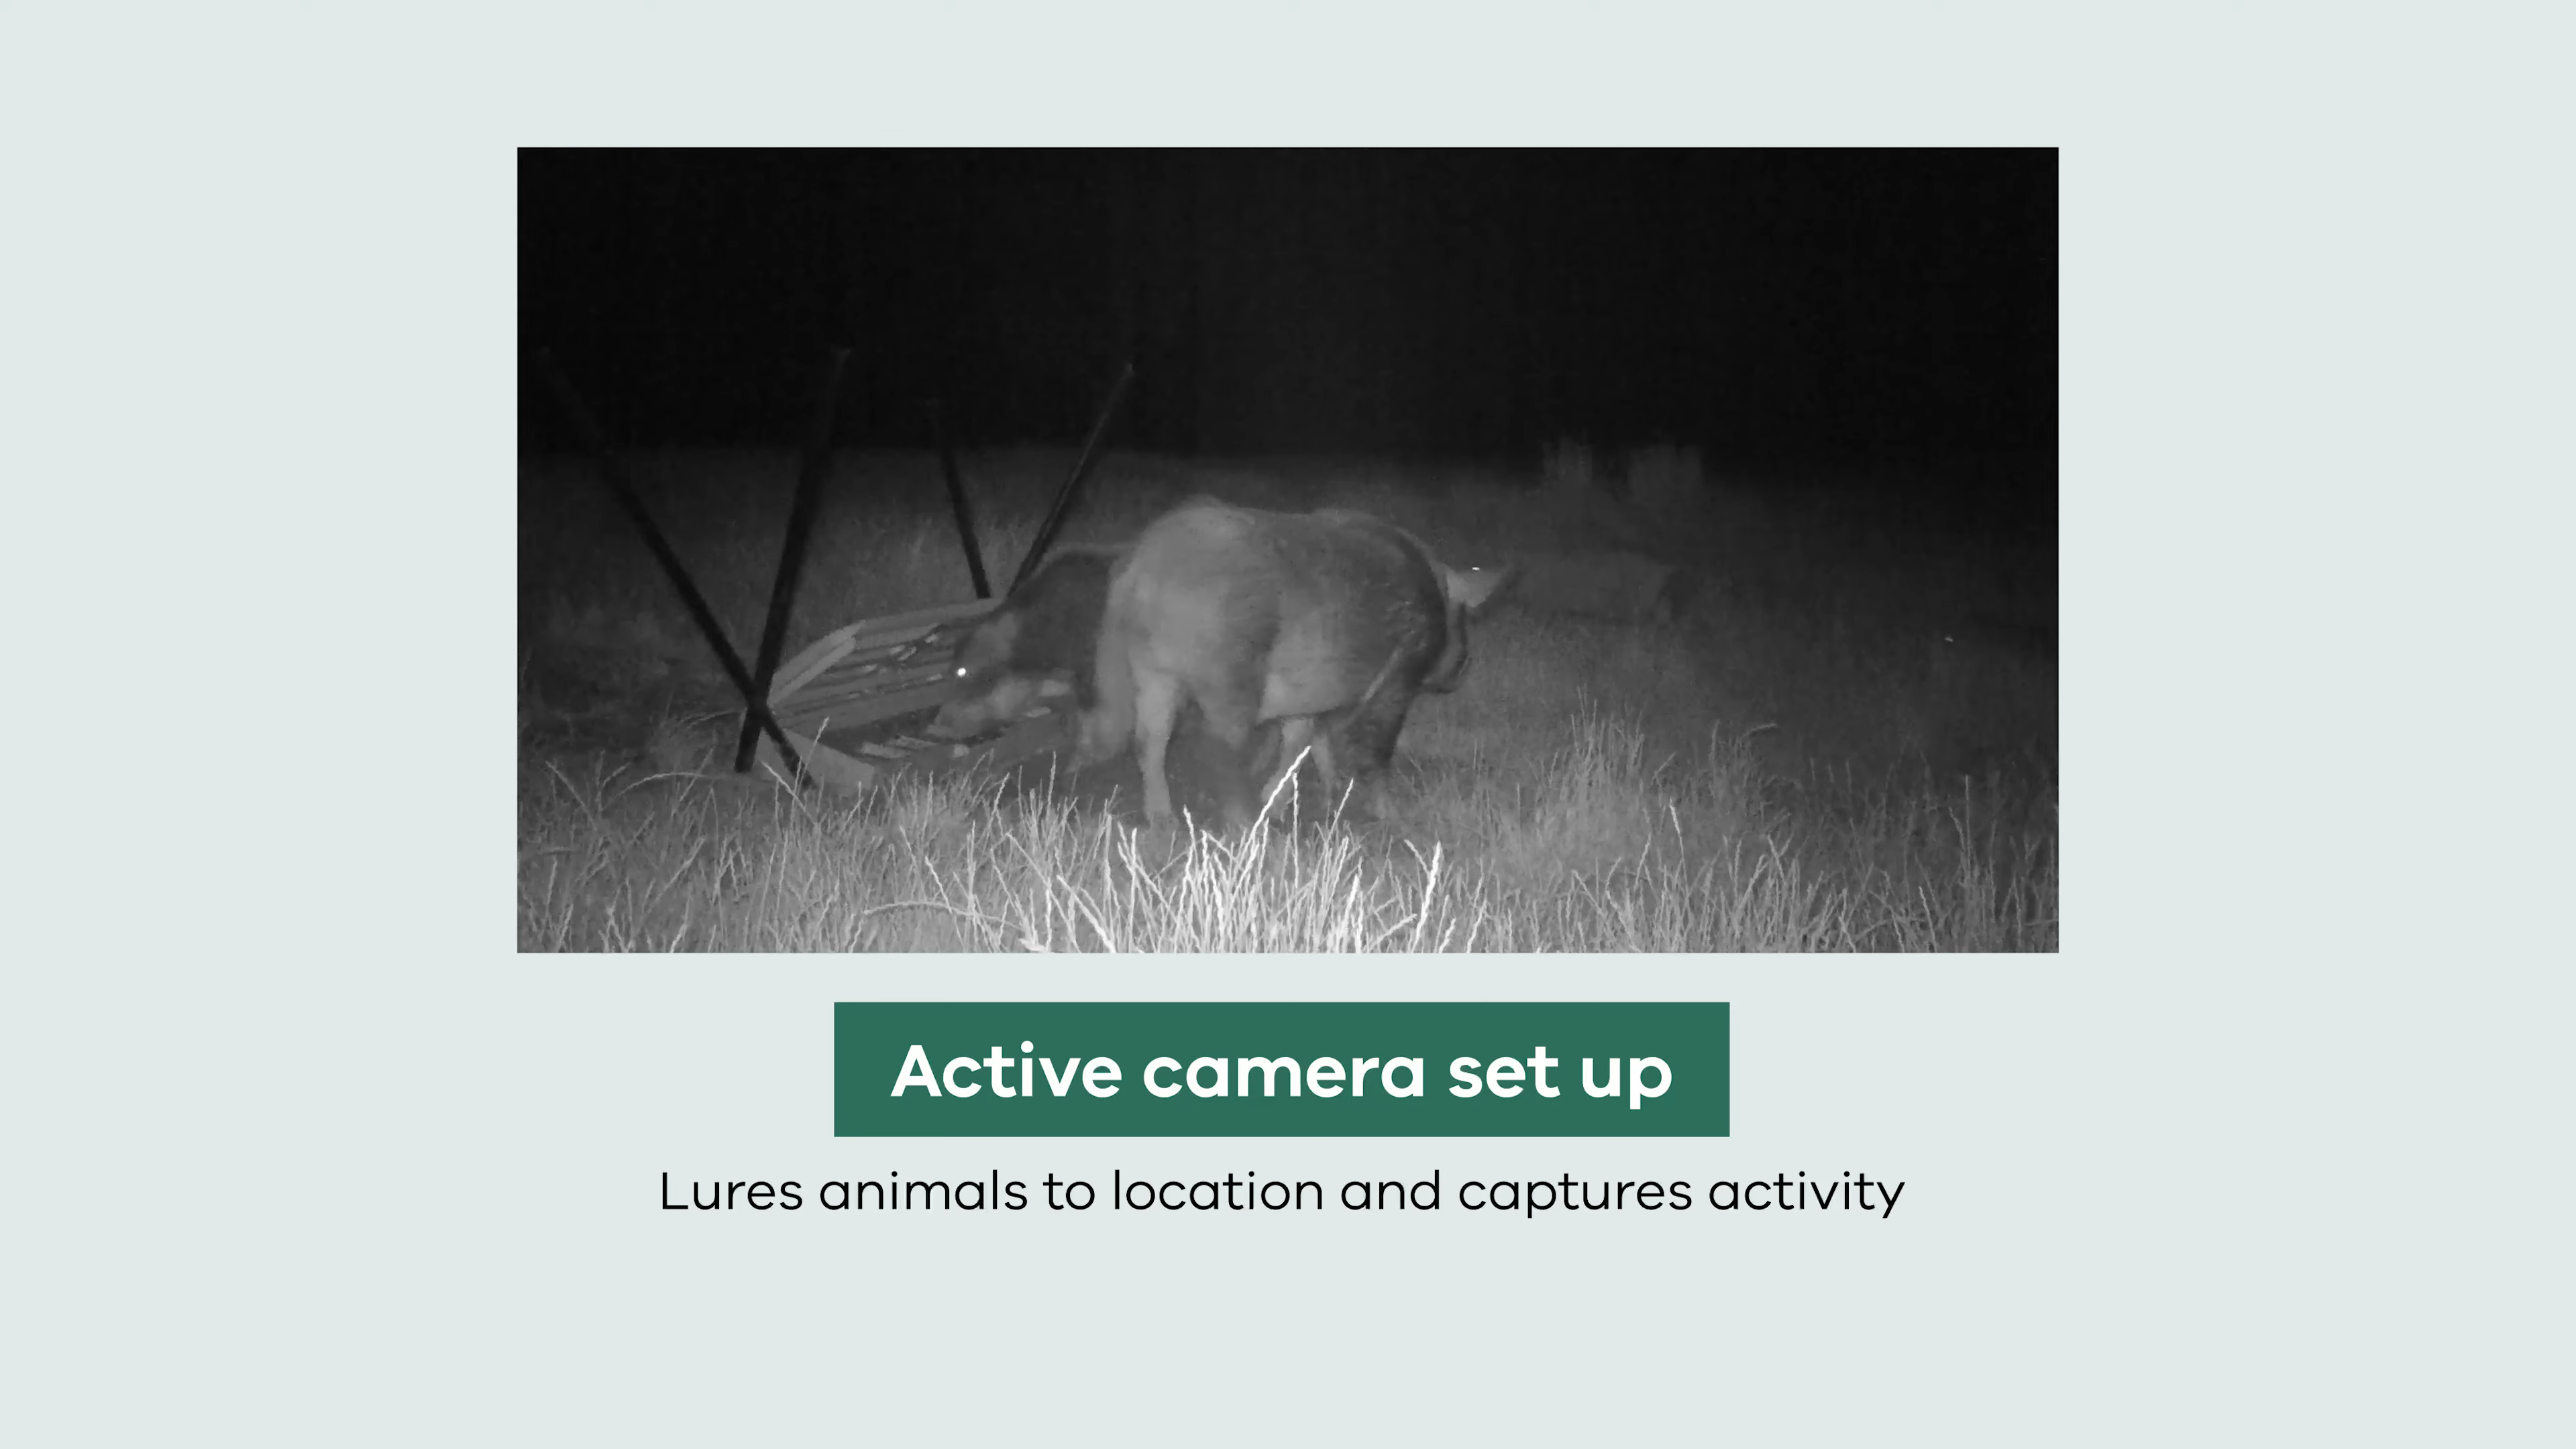 Active camera set up
Lures animals to location and captures activity